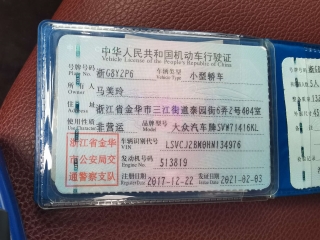 中华人民共和国机动车行驶证
Vehicle License of the People's Republic of China
号牌号码 浙G8Y2P6 车辆类型 小型轿车
Plate No. Vehicle Type
所有人 马美玲
Owner
住址 浙江省金华市三江街道泰园街6弄2号404室
Address
使用性质 非营运 品牌型号 大众汽车牌SVW71416KL
Use Character Model
浙江省金华市公安局交通警察支队
车辆识别代号 LSVCJ2BM0HN134976
VIN
发动机号码 513819
Engine No.
注册日期 2017-12-22 发证日期 2021-02-03
Register Date Issue Date